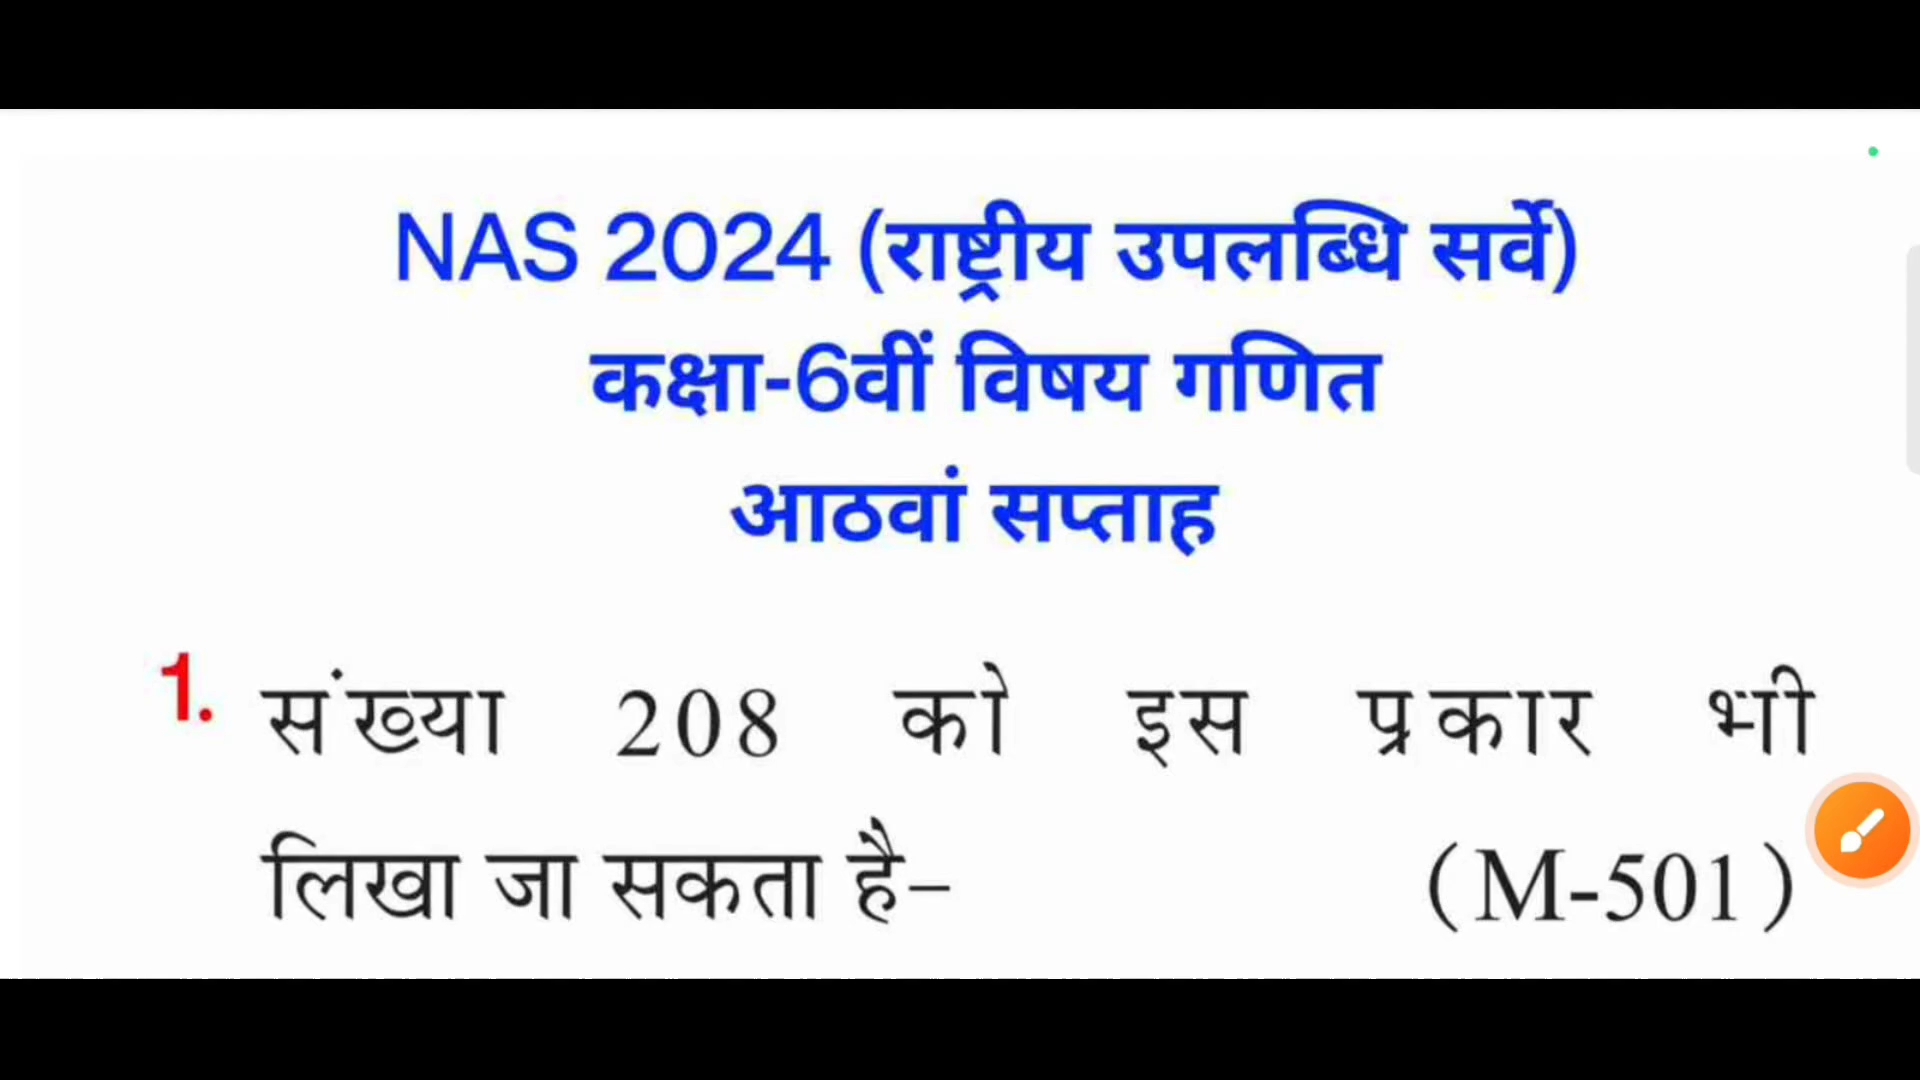 NAS 2024 (राष्ट्रीय उपलब्धि सर्वे)
कक्षा-6वीं विषय गणित
आठवां सप्ताह
1. संख्या 208 को इस प्रकार भी
लिखा जा सकता है– (M-501)